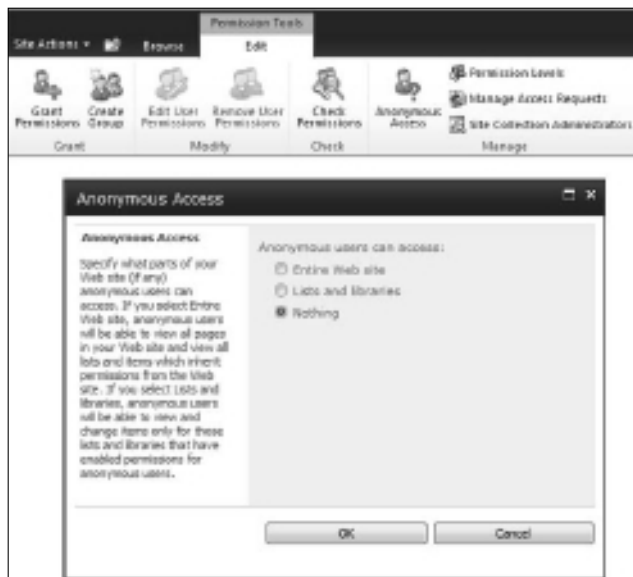 Permission Tools
Site Actions Browse Edit
Grant Permissions
Create Group
Edit User Permissions
Remove User Permissions
Check Permissions
Anonymous Access
Permission Levels
Manage Access Requests
Site Collection Administrators
Grant Modify Check Manage
Anonymous Access
Anonymous Access
Specify what parts of your
Web site (if any)
anonymous users can
access. If you select Entire
Web site, anonymous users
will be able to view all pages
in your Web site and view all
lists and items which inherit
permissions from the Web
site. If you select Lists and
libraries, anonymous users
will be able to view and
change items only for those
lists and libraries that have
enabled permissions for
anonymous users.
Anonymous users can access:
Entire Web site
Lists and libraries
Nothing
OK Cancel